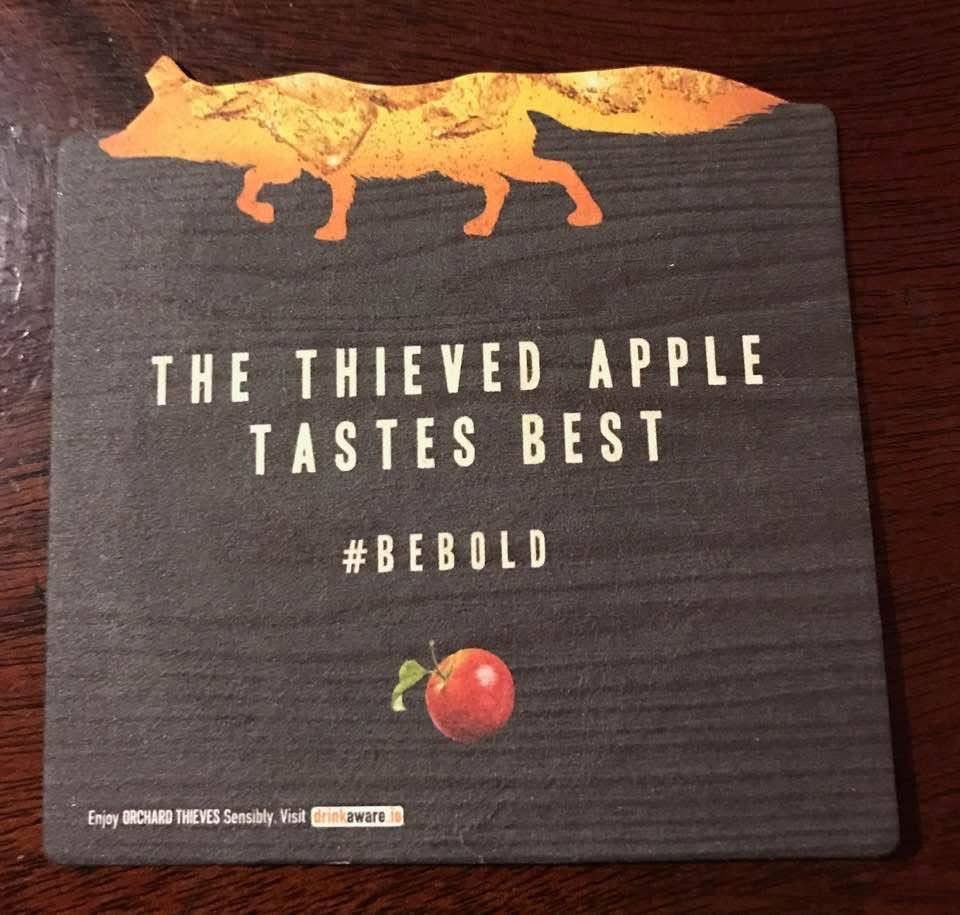 THE THIEVED APPLE
TASTES BEST
#BEBOLD
Enjoy ORCHARD THIEVES Sensibly. Visit drinkaware.ie